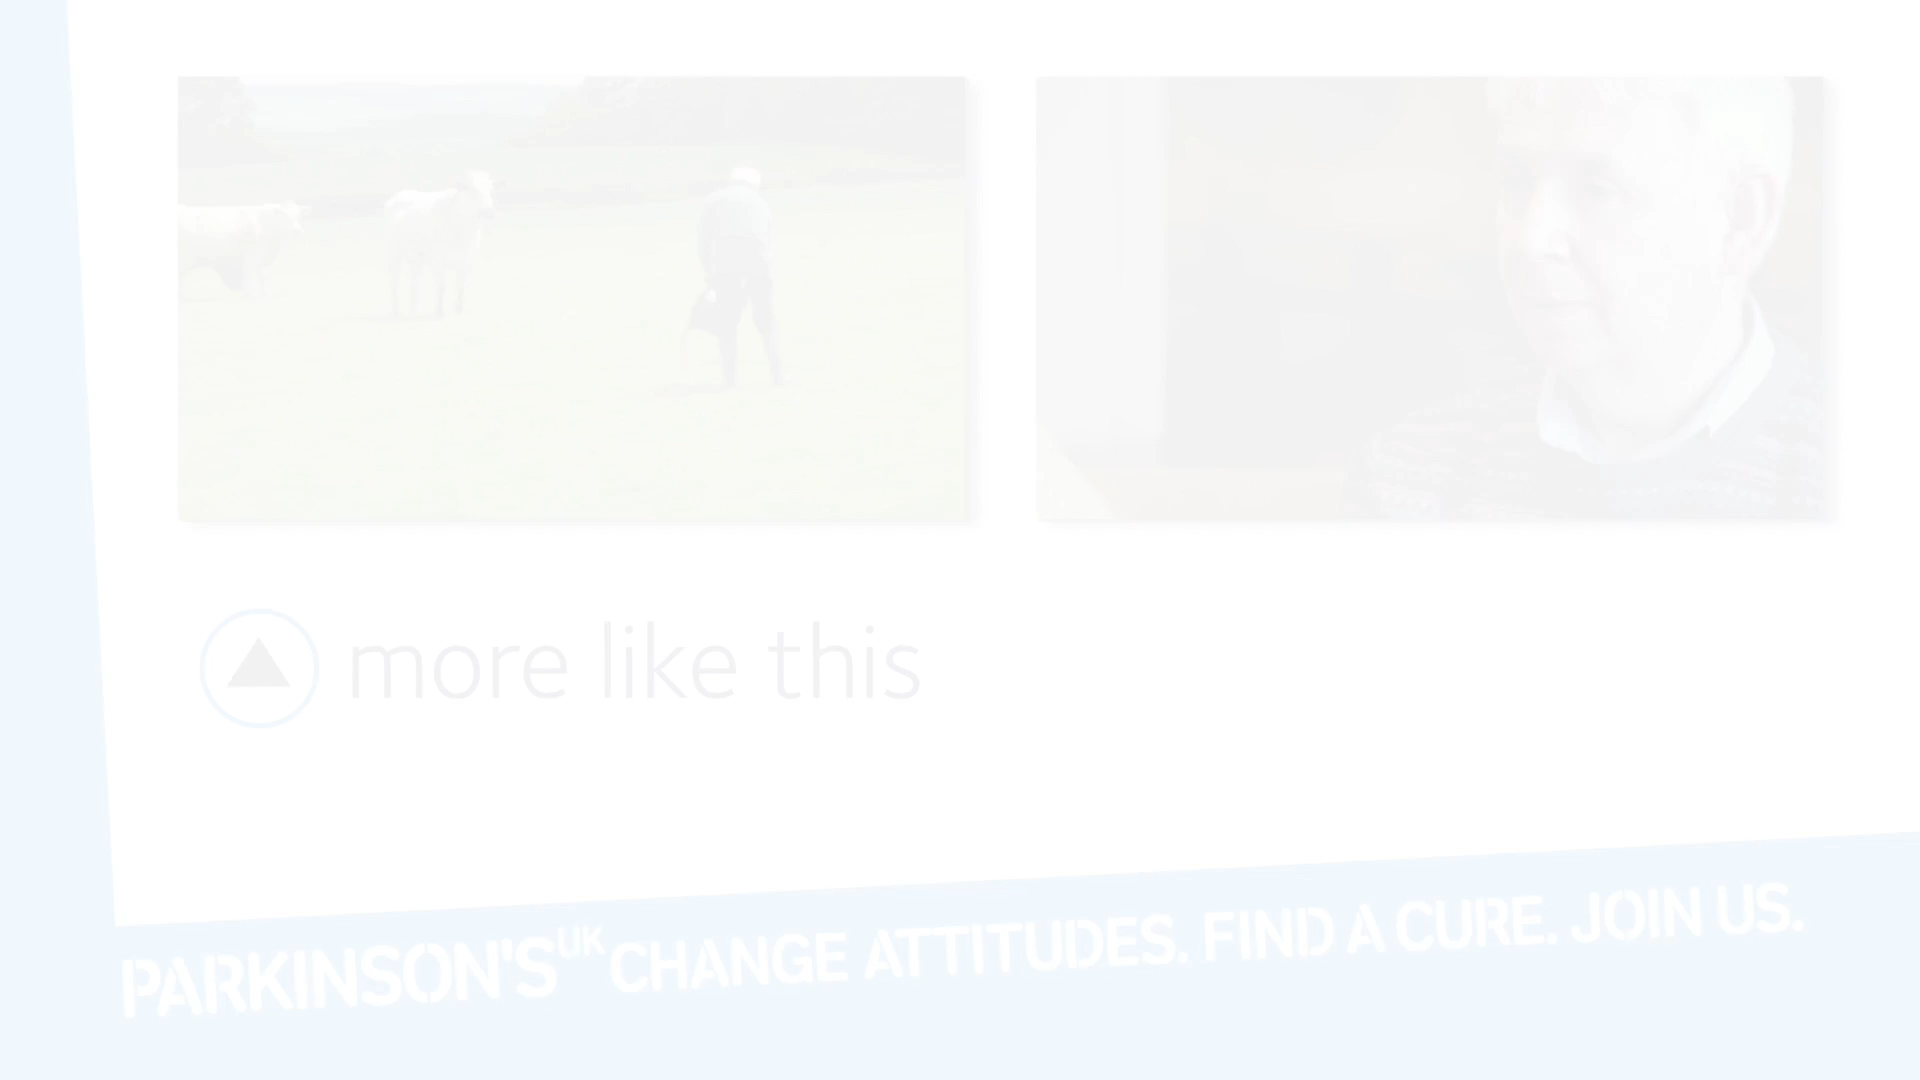 more like this
PARKINSON'S UK CHANGE ATTITUDES. FIND A CURE. JOIN US.